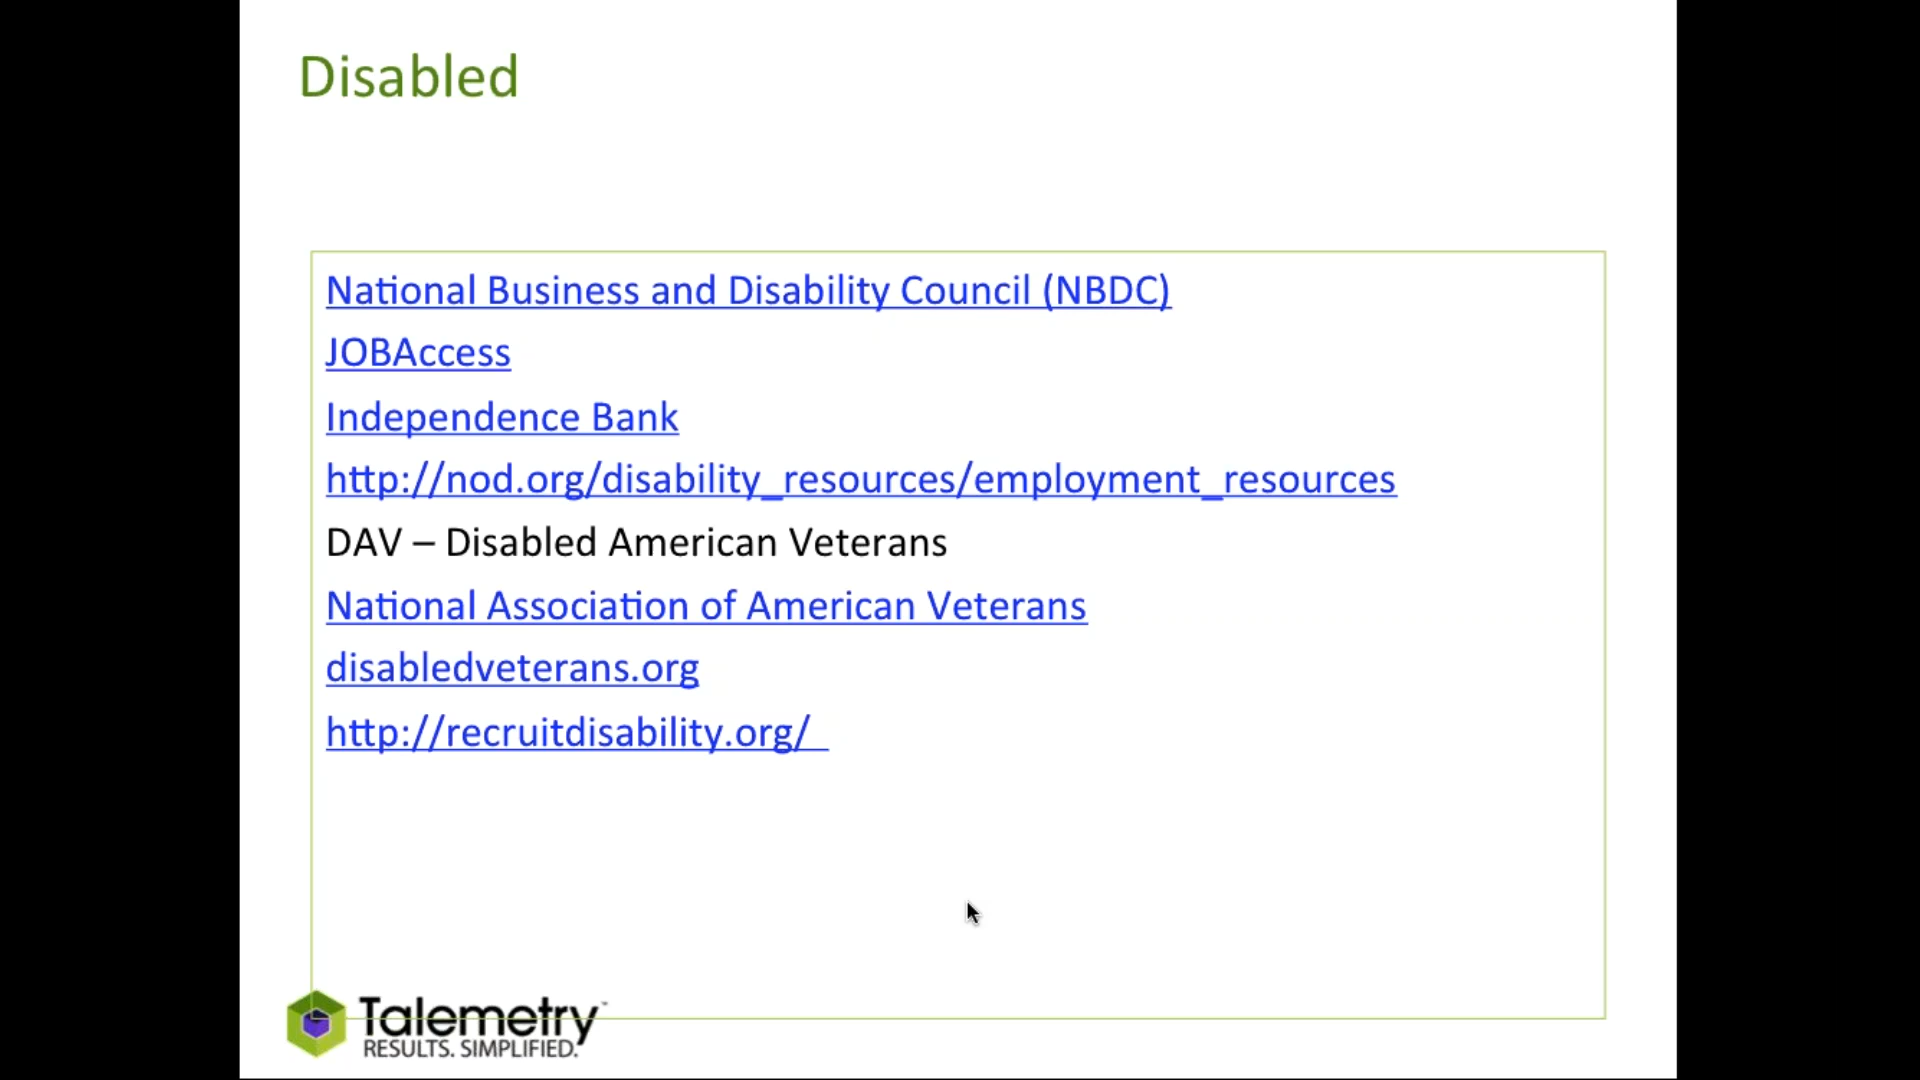 Disabled
National Business and Disability Council (NBDC)
JOBAccess
Independence Bank
http://nod.org/disability_resources/employment_resources
DAV – Disabled American Veterans
National Association of American Veterans
disabledveterans.org
http://recruitdisability.org/
Talemetry™
RESULTS. SIMPLIFIED.